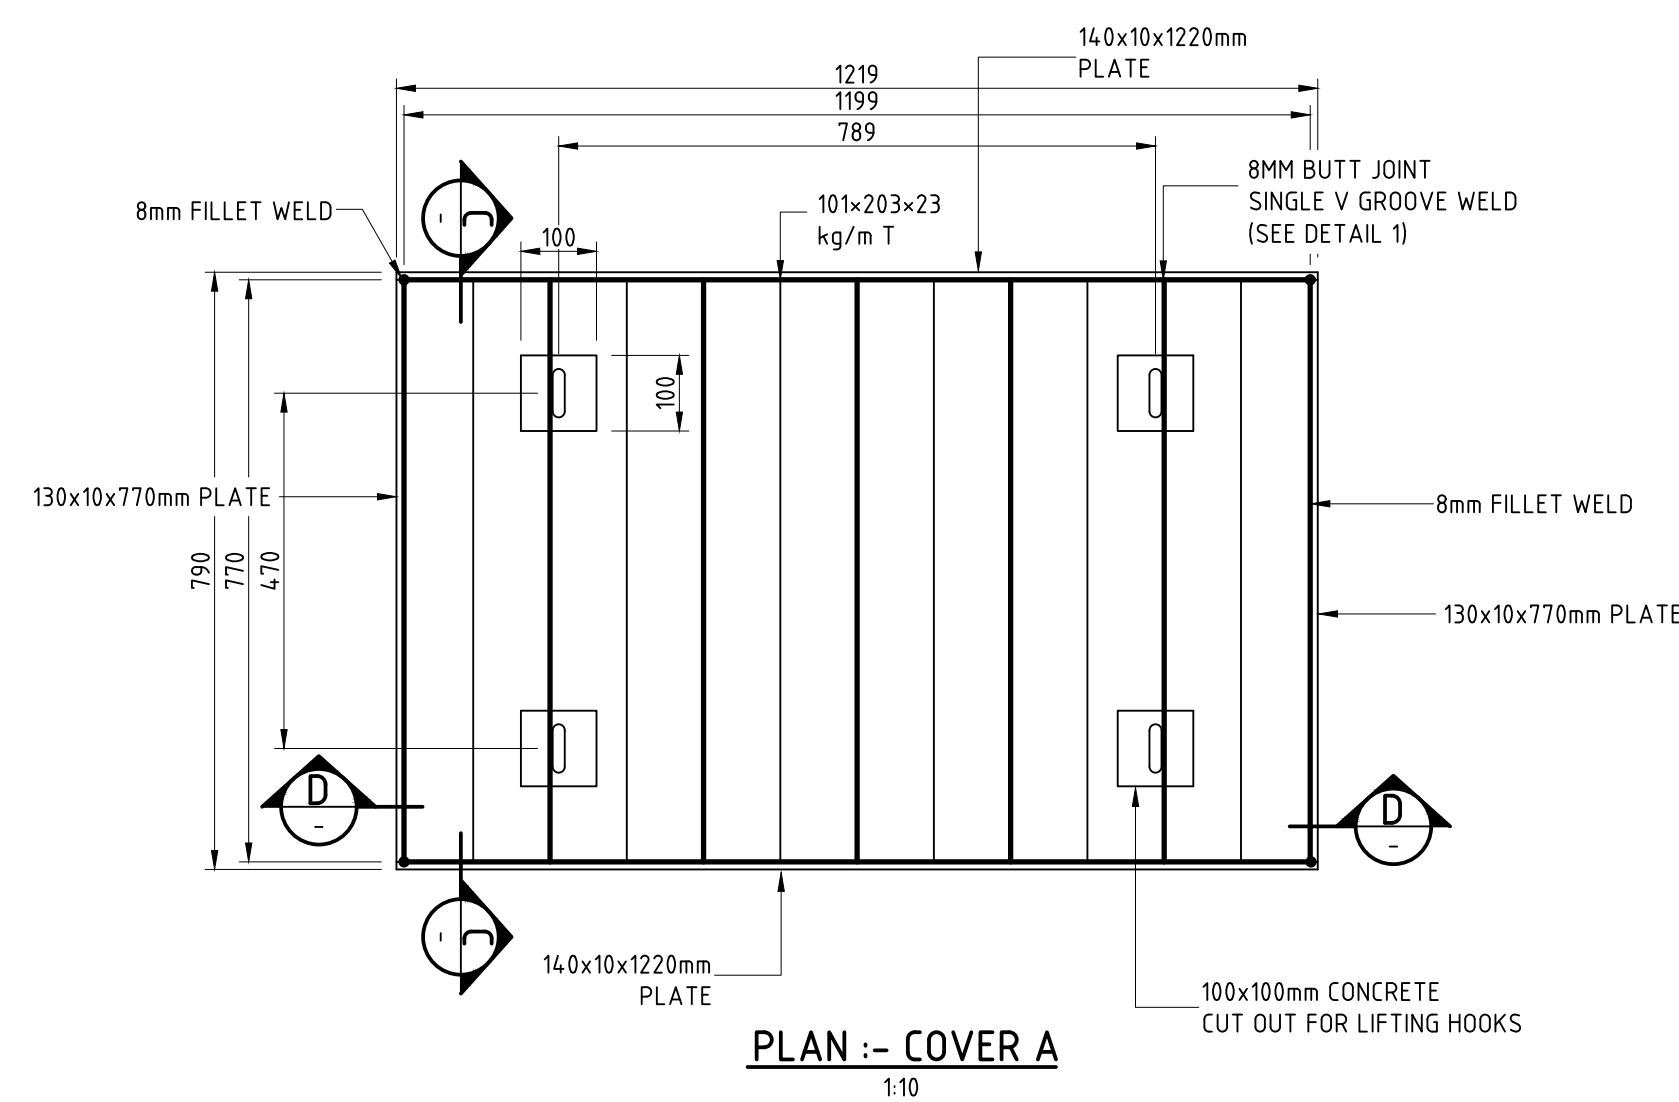 140x10x1220mm
PLATE
1219
1199
789
8MM BUTT JOINT
SINGLE V GROOVE WELD
(SEE DETAIL 1)
8mm FILLET WELD
C
-
101x203x23
kg/m T
100
100
130x10x770mm PLATE
8mm FILLET WELD
790
770
470
130x10x770mm PLATE
D
-
D
-
C
-
140x10x1220mm
PLATE
100x100mm CONCRETE
CUT OUT FOR LIFTING HOOKS
PLAN :- COVER A
1:10